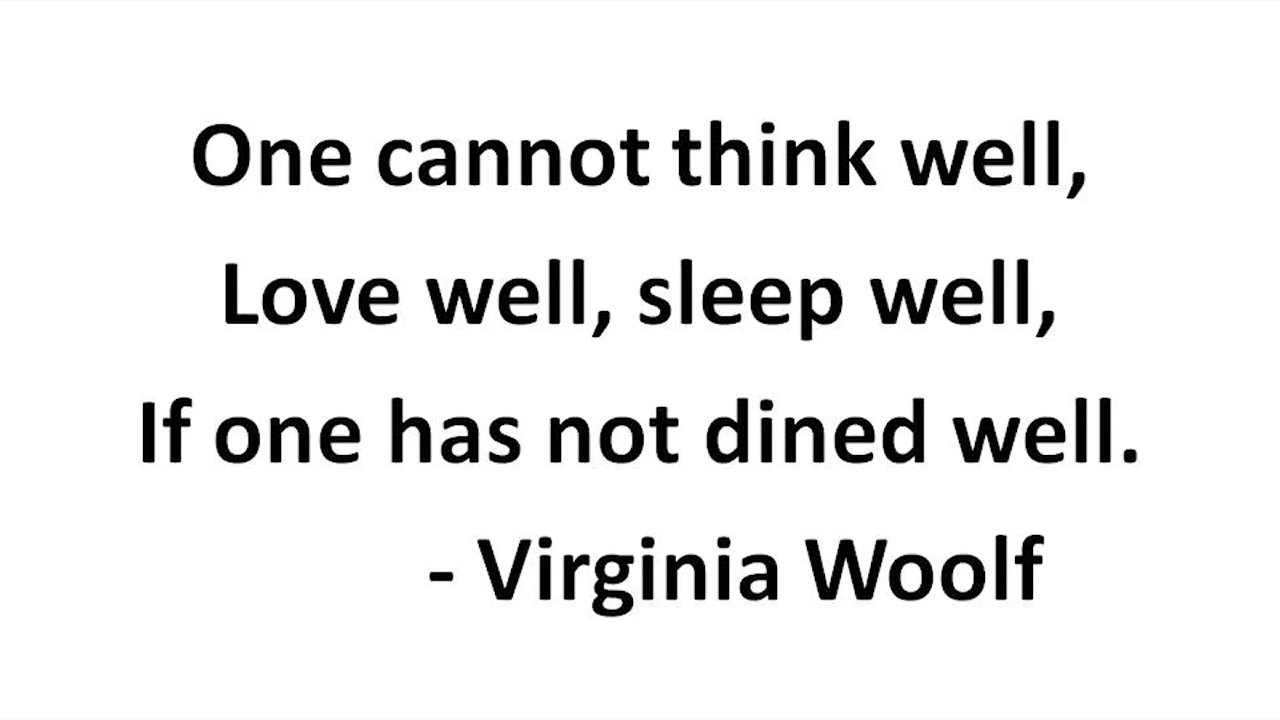 One cannot think well,
Love well, sleep well,
If one has not dined well.
- Virginia Woolf